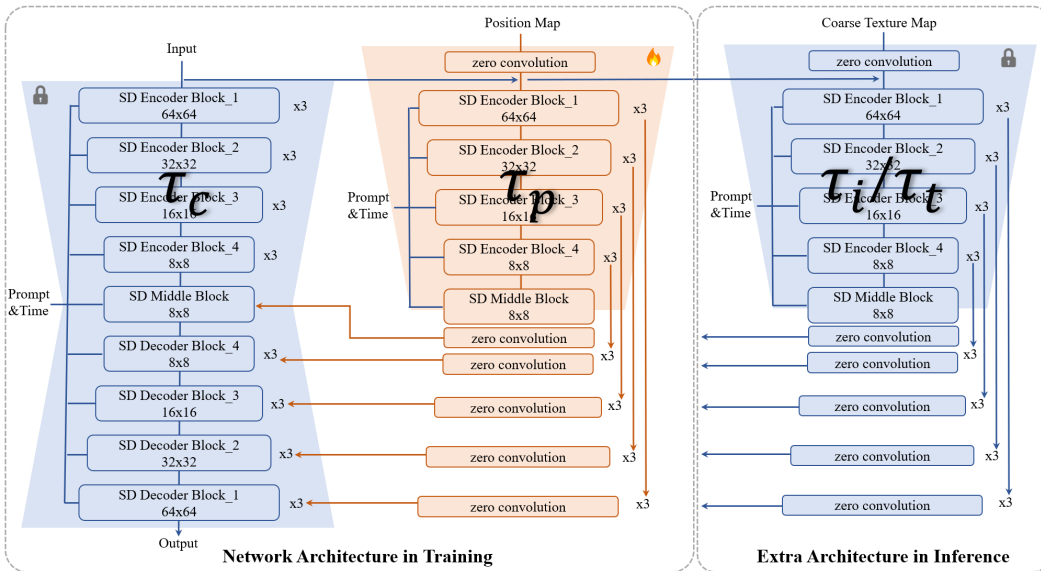 Input
SD Encoder Block_1
64x64
x3
SD Encoder Block_2
32x32
x3
τc
SD Encoder Block_3
16x16
x3
SD Encoder Block_4
8x8
x3
Prompt
&Time
SD Middle Block
8x8
SD Decoder Block_4
8x8
x3
SD Decoder Block_3
16x16
x3
SD Decoder Block_2
32x32
x3
SD Decoder Block_1
64x64
x3
Output
Position Map
zero convolution
SD Encoder Block_1
64x64
x3
SD Encoder Block_2
32x32
x3
τp
Prompt
&Time
SD Encoder Block_3
16x16
x3
SD Encoder Block_4
8x8
x3
SD Middle Block
8x8
zero convolution
zero convolution
x3
zero convolution
x3
zero convolution
x3
zero convolution
x3
Network Architecture in Training
Coarse Texture Map
zero convolution
SD Encoder Block_1
64x64
x3
SD Encoder Block_2
32x32
x3
τi/τt
Prompt
&Time
SD Encoder Block_3
16x16
x3
SD Encoder Block_4
8x8
x3
SD Middle Block
8x8
zero convolution
zero convolution
x3
zero convolution
x3
zero convolution
x3
zero convolution
x3
Extra Architecture in Inference